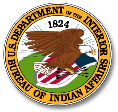 U.S. DEPARTMENT OF THE INTERIOR
1824
BUREAU OF INDIAN AFFAIRS